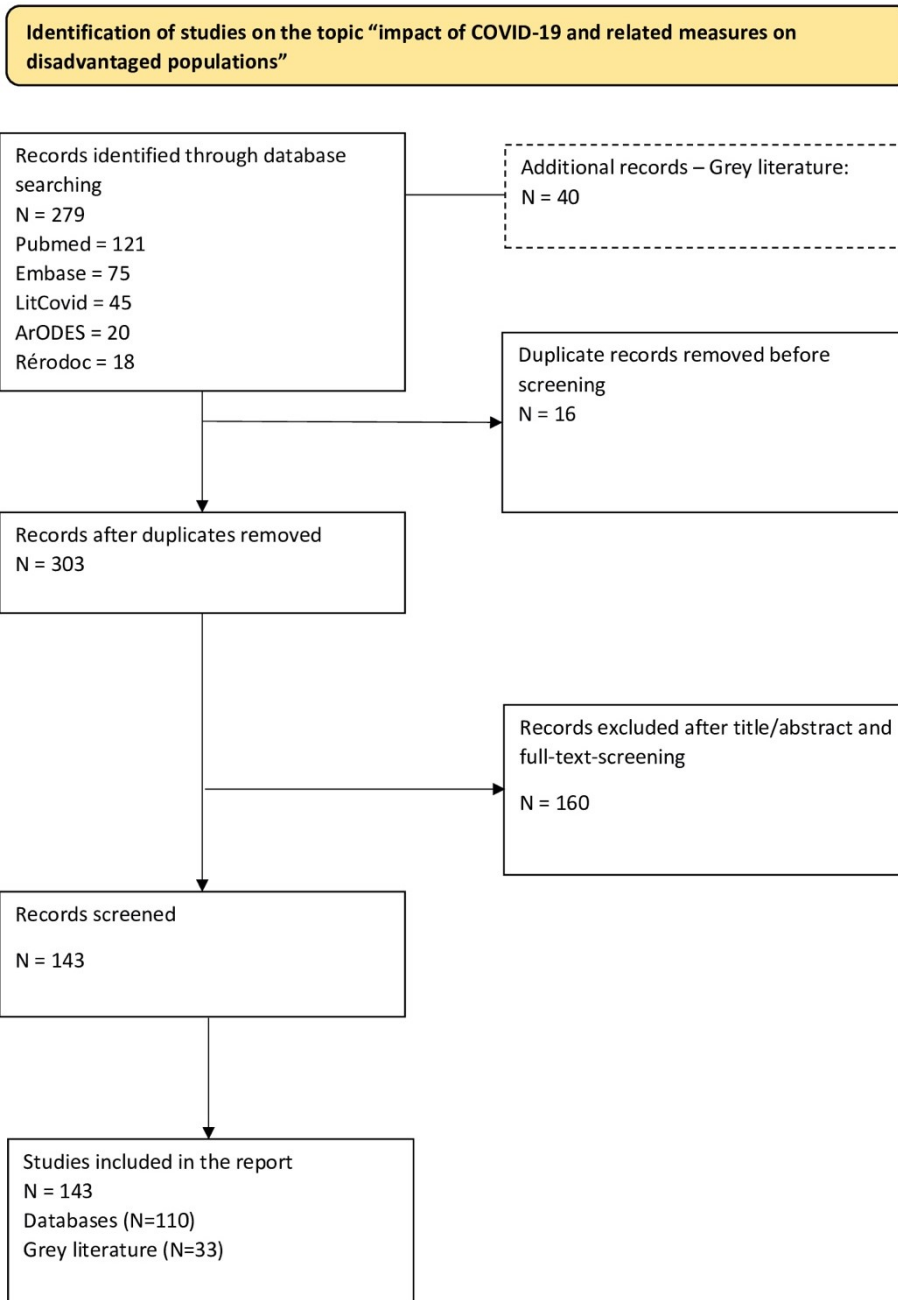 Identification of studies on the topic “impact of COVID-19 and related measures on
disadvantaged populations”
Records identified through database
searching
N = 279
Pubmed = 121
Embase = 75
LitCovid = 45
ArODES = 20
Rérodoc = 18
Additional records – Grey literature:
N = 40
Duplicate records removed before
screening
N = 16
Records after duplicates removed
N = 303
Records excluded after title/abstract and
full-text-screening
N = 160
Records screened
N = 143
Studies included in the report
N = 143
Databases (N=110)
Grey literature (N=33)